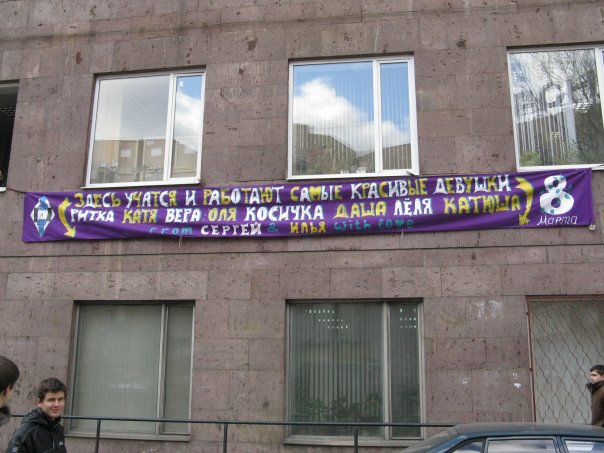 ЗДЕСЬ УЧАТСЯ И РАБОТАЮТ САМЫЕ КРАСИВЫЕ ДЕВУШКИ
РИТКА КАТЯ ВЕРА ОЛЯ КОСИЧКА ДАША ЛЁЛЯ КАТЮША
from СЕРГЕЙ & ИЛЬЯ with love
8
марта